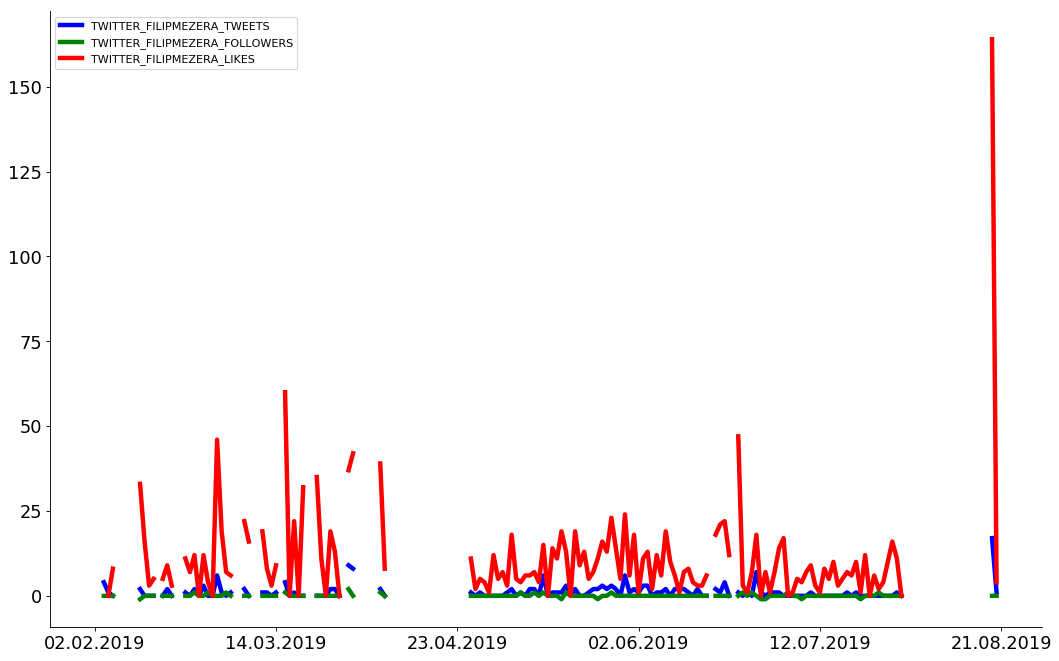 TWITTER_FILIPMEZERA_TWEETS
TWITTER_FILIPMEZERA_FOLLOWERS
TWITTER_FILIPMEZERA_LIKES
150
125
100
75
50
25
0
02.02.2019 14.03.2019 23.04.2019 02.06.2019 12.07.2019 21.08.2019